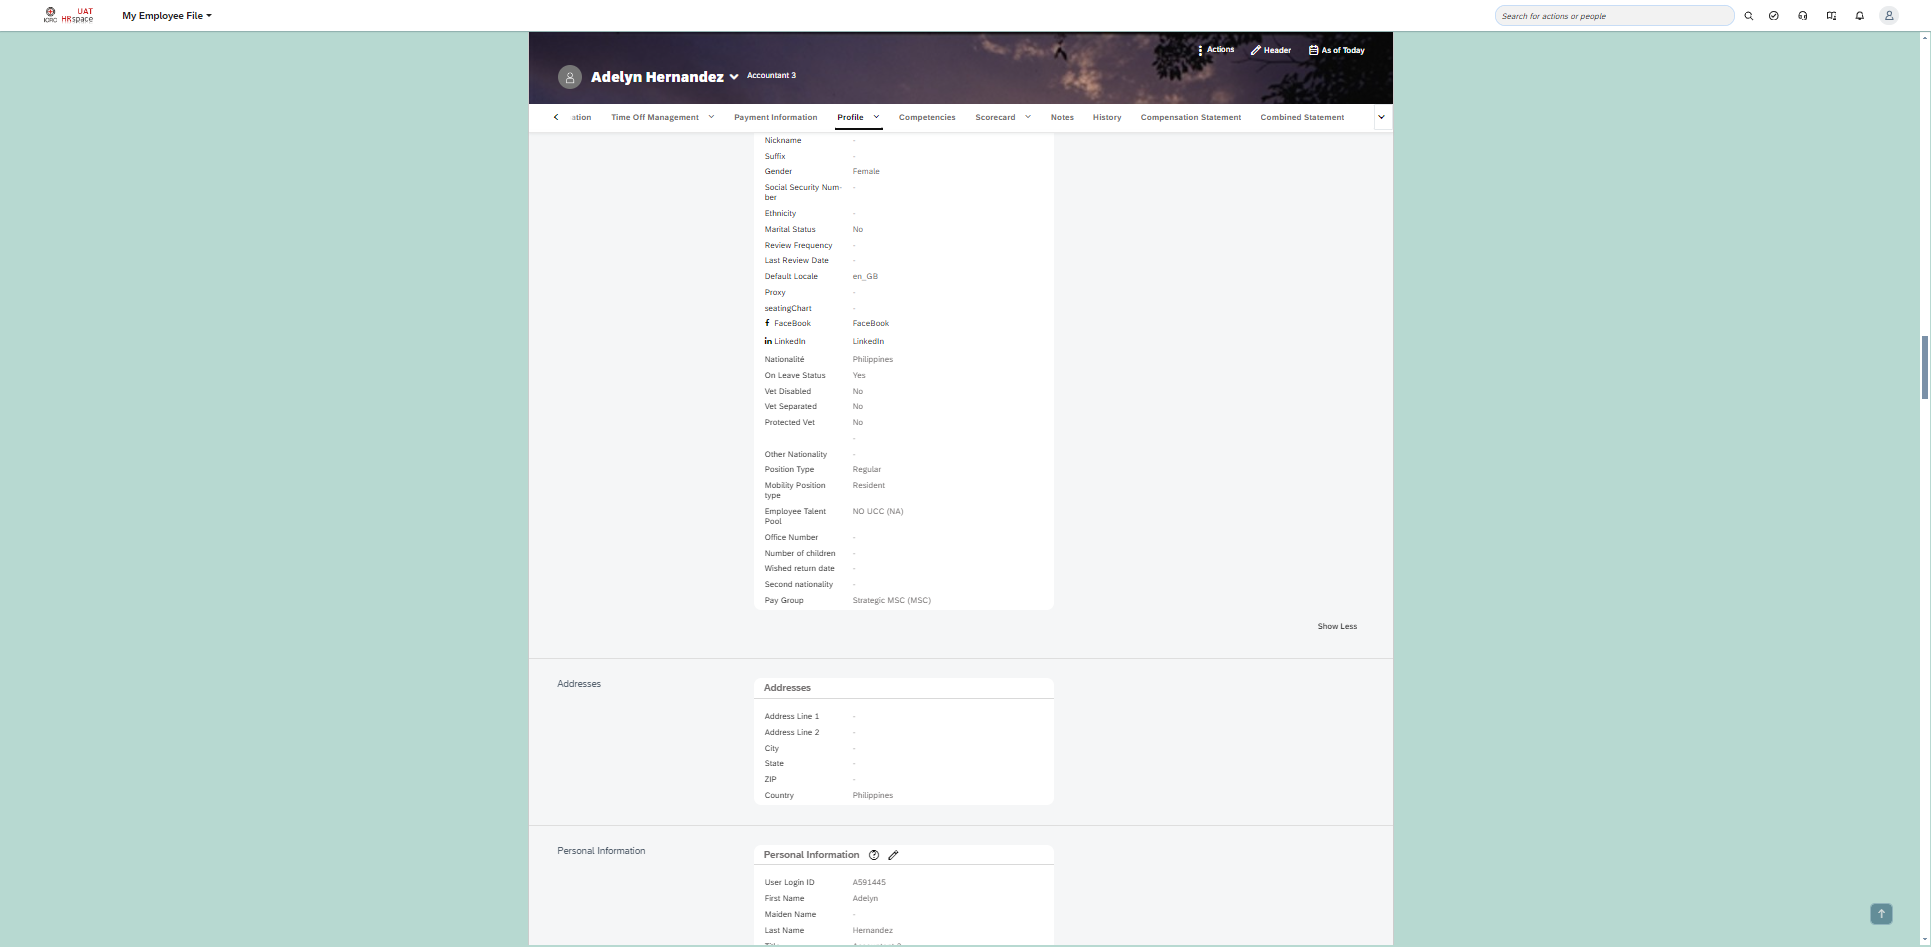 ICRC
UAT
HRspace
My Employee File
Search for actions or people
Actions
Header
As of Today
Adelyn Hernandez
Accountant 3
ation
Time Off Management
Payment Information
Profile
Competencies
Scorecard
Notes
History
Compensation Statement
Combined Statement
Nickname -
Suffix -
Gender Female
Social Security Num- -
ber
Ethnicity -
Marital Status No
Review Frequency -
Last Review Date -
Default Locale en_GB
Proxy -
seatingChart -
FaceBook FaceBook
in LinkedIn LinkedIn
Nationalité Philippines
On Leave Status Yes
Vet Disabled No
Vet Separated No
Protected Vet No
-
Other Nationality -
Position Type Regular
Mobility Position Resident
type
Employee Talent NO UCC (NA)
Pool
Office Number -
Number of children -
Wished return date -
Second nationality -
Pay Group Strategic MSC (MSC)
Show Less
Addresses
Addresses
Address Line 1 -
Address Line 2 -
City -
State -
ZIP -
Country Philippines
Personal Information
Personal Information
User Login ID A591445
First Name Adelyn
Maiden Name -
Last Name Hernandez